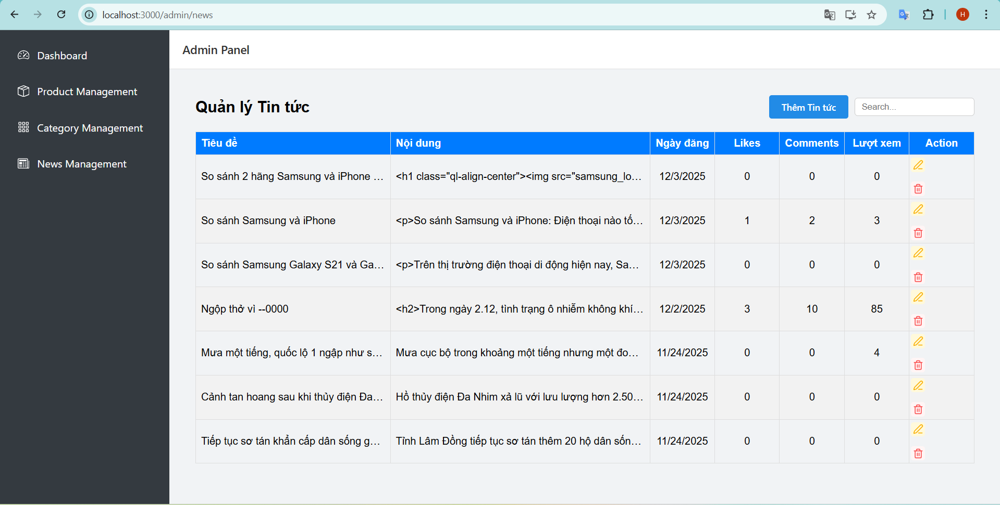 localhost:3000/admin/news
H
Dashboard
Product Management
Category Management
News Management
Admin Panel
Quản lý Tin tức
Thêm Tin tức
Search...
Tiêu đề Nội dung Ngày đăng Likes Comments Lượt xem Action
So sánh 2 hãng Samsung và iPhone ... <h1 class="ql-align-center"><img src="samsung_lo... 12/3/2025 0 0 0
So sánh Samsung và iPhone <p>So sánh Samsung và iPhone: Điện thoại nào tố... 12/3/2025 1 2 3
So sánh Samsung Galaxy S21 và Ga... <p>Trên thị trường điện thoại di động hiện nay, Sa... 12/3/2025 0 0 0
Ngộp thở vì --0000 <h2>Trong ngày 2.12, tình trạng ô nhiễm không khí... 12/2/2025 3 10 85
Mưa một tiếng, quốc lộ 1 ngập như s... Mưa cục bộ trong khoảng một tiếng nhưng một đo... 11/24/2025 0 0 4
Cảnh tan hoang sau khi thủy điện Đa... Hồ thủy điện Đa Nhim xả lũ với lưu lượng hơn 2.50... 11/24/2025 0 0 0
Tiếp tục sơ tán khẩn cấp dân sống g... Tỉnh Lâm Đồng tiếp tục sơ tán thêm 20 hộ dân sốn... 11/24/2025 0 0 0